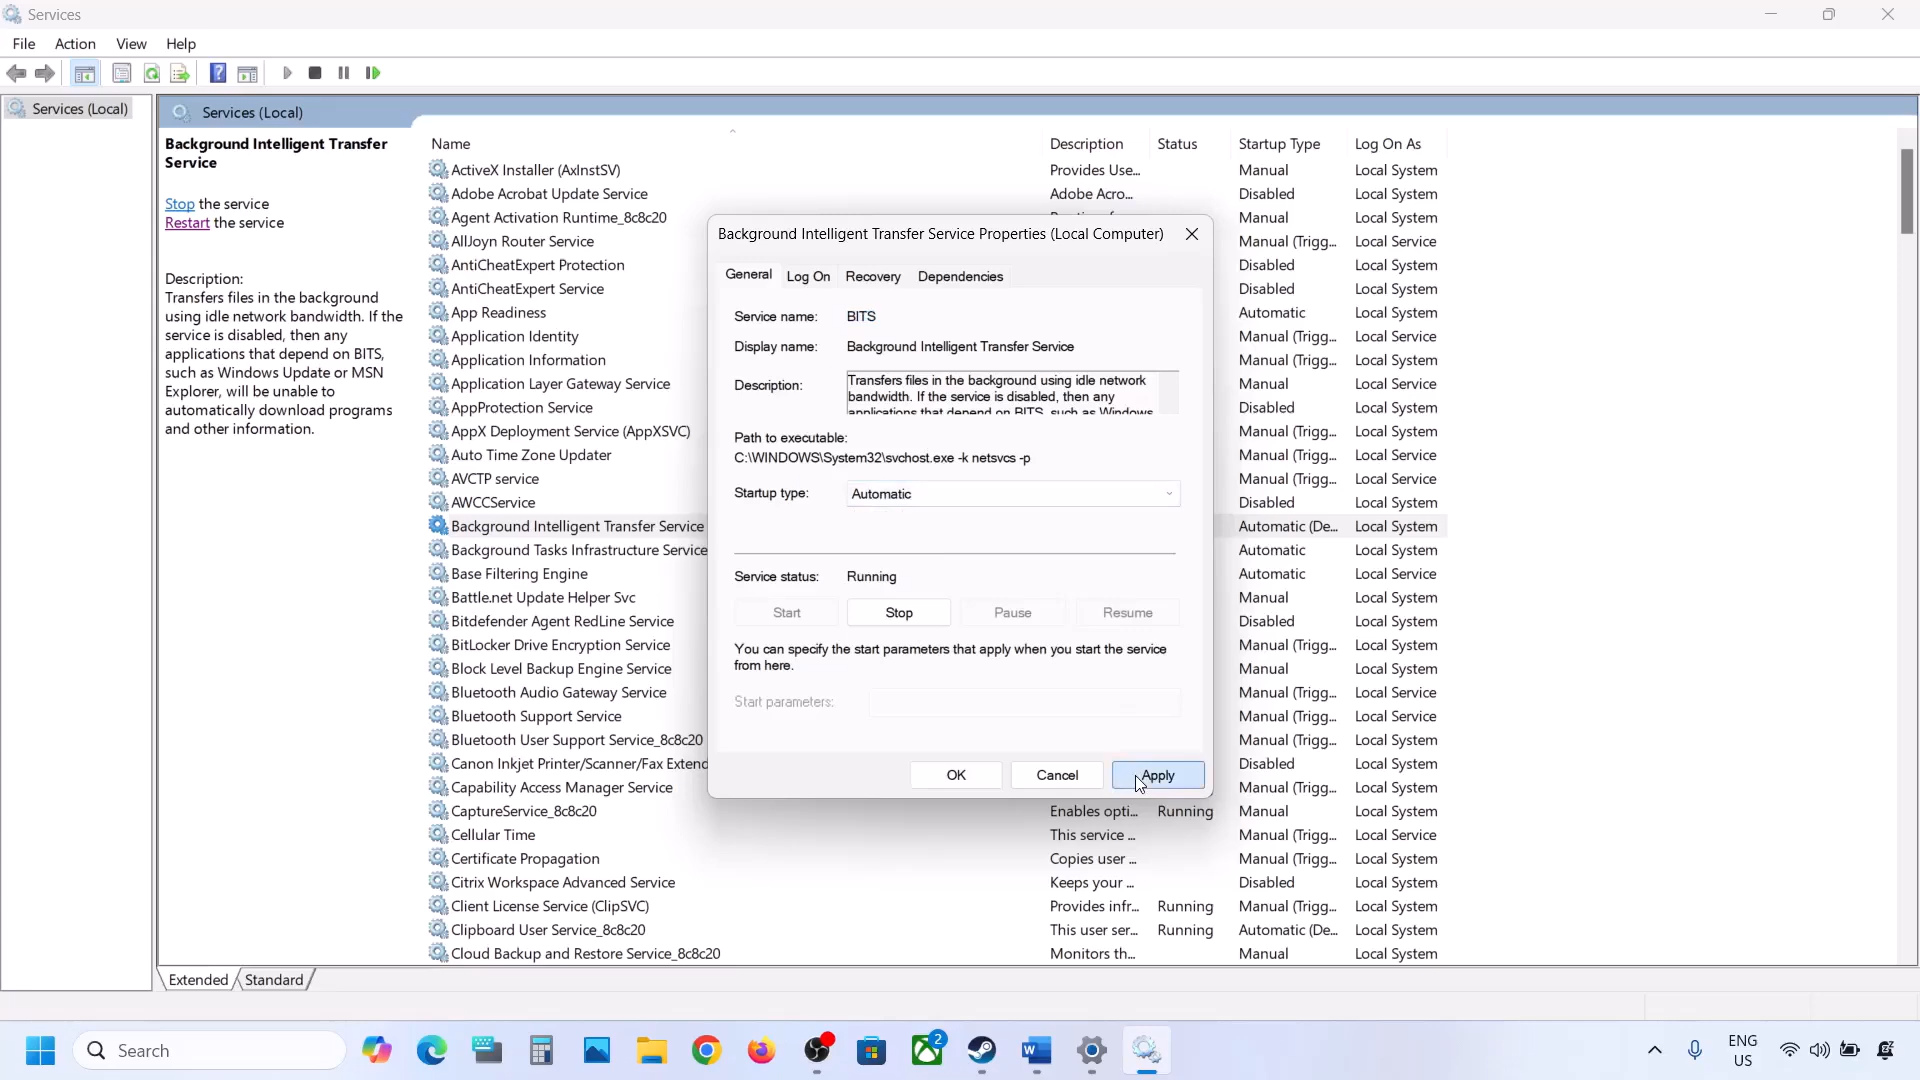 Services
File Action View Help
Services (Local)
Services (Local)
Background Intelligent Transfer
Service
Stop the service
Restart the service
Description:
Transfers files in the background
using idle network bandwidth. If the
service is disabled, then any
applications that depend on BITS,
such as Windows Update or MSN
Explorer, will be unable to
automatically download programs
and other information.
Name Description Status Startup Type Log On As
ActiveX Installer (AxInstSV) Provides Use... Manual Local System
Adobe Acrobat Update Service Adobe Acro... Disabled Local System
Agent Activation Runtime_8c8c20 Manual Local System
AllJoyn Router Service Manual (Trigg... Local Service
AntiCheatExpert Protection Disabled Local System
AntiCheatExpert Service Disabled Local System
App Readiness Automatic Local System
Application Identity Manual (Trigg... Local Service
Application Information Manual (Trigg... Local System
Application Layer Gateway Service Manual Local Service
AppProtection Service Disabled Local System
AppX Deployment Service (AppXSVC) Manual (Trigg... Local System
Auto Time Zone Updater Manual (Trigg... Local Service
AVCTP service Manual (Trigg... Local Service
AWCCService Disabled Local System
Background Intelligent Transfer Service Automatic (De... Local System
Background Tasks Infrastructure Service Automatic Local System
Base Filtering Engine Automatic Local Service
Battle.net Update Helper Svc Manual Local System
Bitdefender Agent RedLine Service Disabled Local System
BitLocker Drive Encryption Service Manual (Trigg... Local System
Block Level Backup Engine Service Manual Local System
Bluetooth Audio Gateway Service Manual (Trigg... Local Service
Bluetooth Support Service Manual (Trigg... Local Service
Bluetooth User Support Service_8c8c20 Manual (Trigg... Local System
Canon Inkjet Printer/Scanner/Fax Extend Disabled Local System
Capability Access Manager Service Manual (Trigg... Local System
CaptureService_8c8c20 Enables opti... Running Manual Local System
Cellular Time This service ... Manual (Trigg... Local Service
Certificate Propagation Copies user ... Manual (Trigg... Local System
Citrix Workspace Advanced Service Keeps your ... Disabled Local System
Client License Service (ClipSVC) Provides infr... Running Manual (Trigg... Local System
Clipboard User Service_8c8c20 This user ser... Running Automatic (De... Local System
Cloud Backup and Restore Service_8c8c20 Monitors th... Manual Local System
Background Intelligent Transfer Service Properties (Local Computer)
General Log On Recovery Dependencies
Service name: BITS
Display name: Background Intelligent Transfer Service
Description: Transfers files in the background using idle network
bandwidth. If the service is disabled, then any
applications that depend on BITS, such as Windows
Path to executable:
C:\WINDOWS\System32\svchost.exe -k netsvcs -p
Startup type: Automatic
Service status: Running
Start Stop Pause Resume
You can specify the start parameters that apply when you start the service
from here.
Start parameters:
OK Cancel Apply
Extended Standard
Search
2
ENG
US